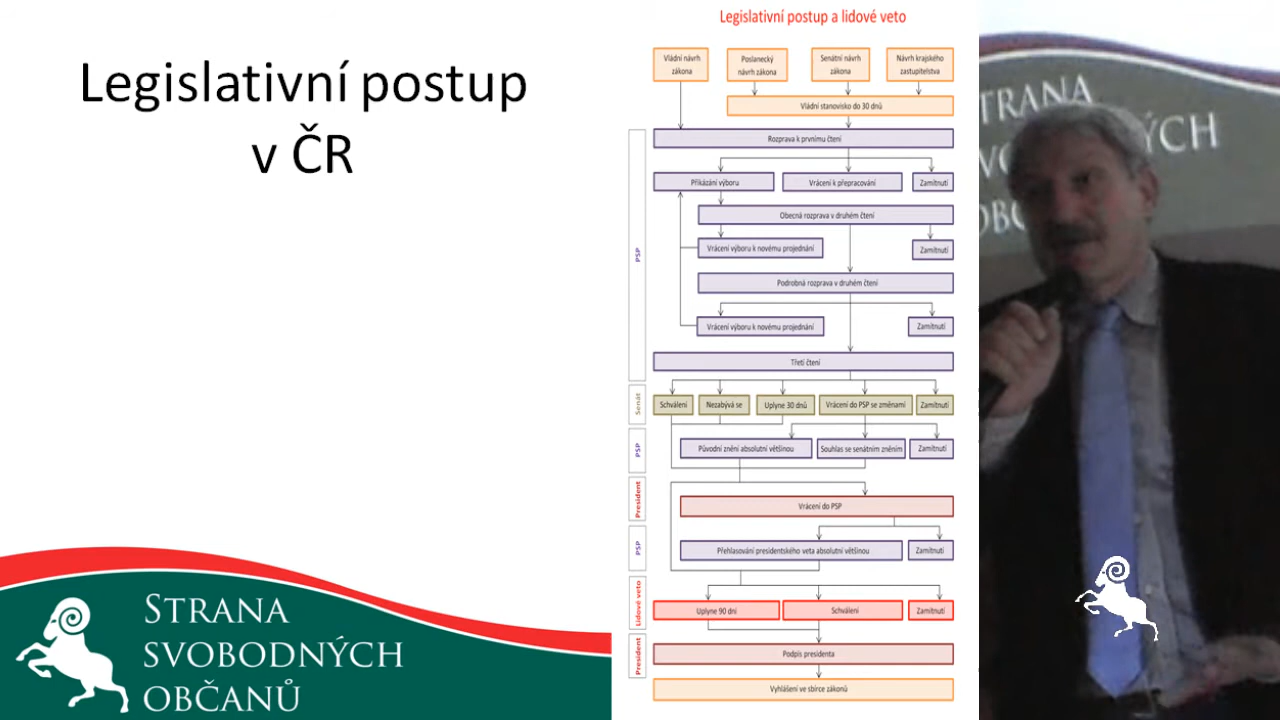 Legislativní postup
v ČR
STRANA
SVOBODNÝCH
OBČANŮ
Legislativní postup a lidové veto
Vládní návrh
zákona
Poslanecký
návrh zákona
Senátní návrh
zákona
Návrh krajského
zastupitelstva
Vládní stanovisko do 30 dnů
PSP
Rozprava k prvnímu čtení
Přikázání výboru
Vrácení k přepracování
Zamítnutí
Obecná rozprava v druhém čtení
Vrácení výboru k novému projednání
Zamítnutí
Podrobná rozprava v druhém čtení
Vrácení výboru k novému projednání
Zamítnutí
Třetí čtení
Senát
Schválení
Nezabývá se
Uplyne 30 dnů
Vrácení do PSP se změnami
Zamítnutí
PSP
Původní znění absolutní většinou
Souhlas se senátním zněním
Zamítnutí
President
Vrácení do PSP
PSP
Přehlasování presidentského veta absolutní většinou
Zamítnutí
Lidové veto
Uplyne 90 dní
Schválení
Zamítnutí
President
Podpis presidenta
Vyhlášení ve sbírce zákonů
STRANA